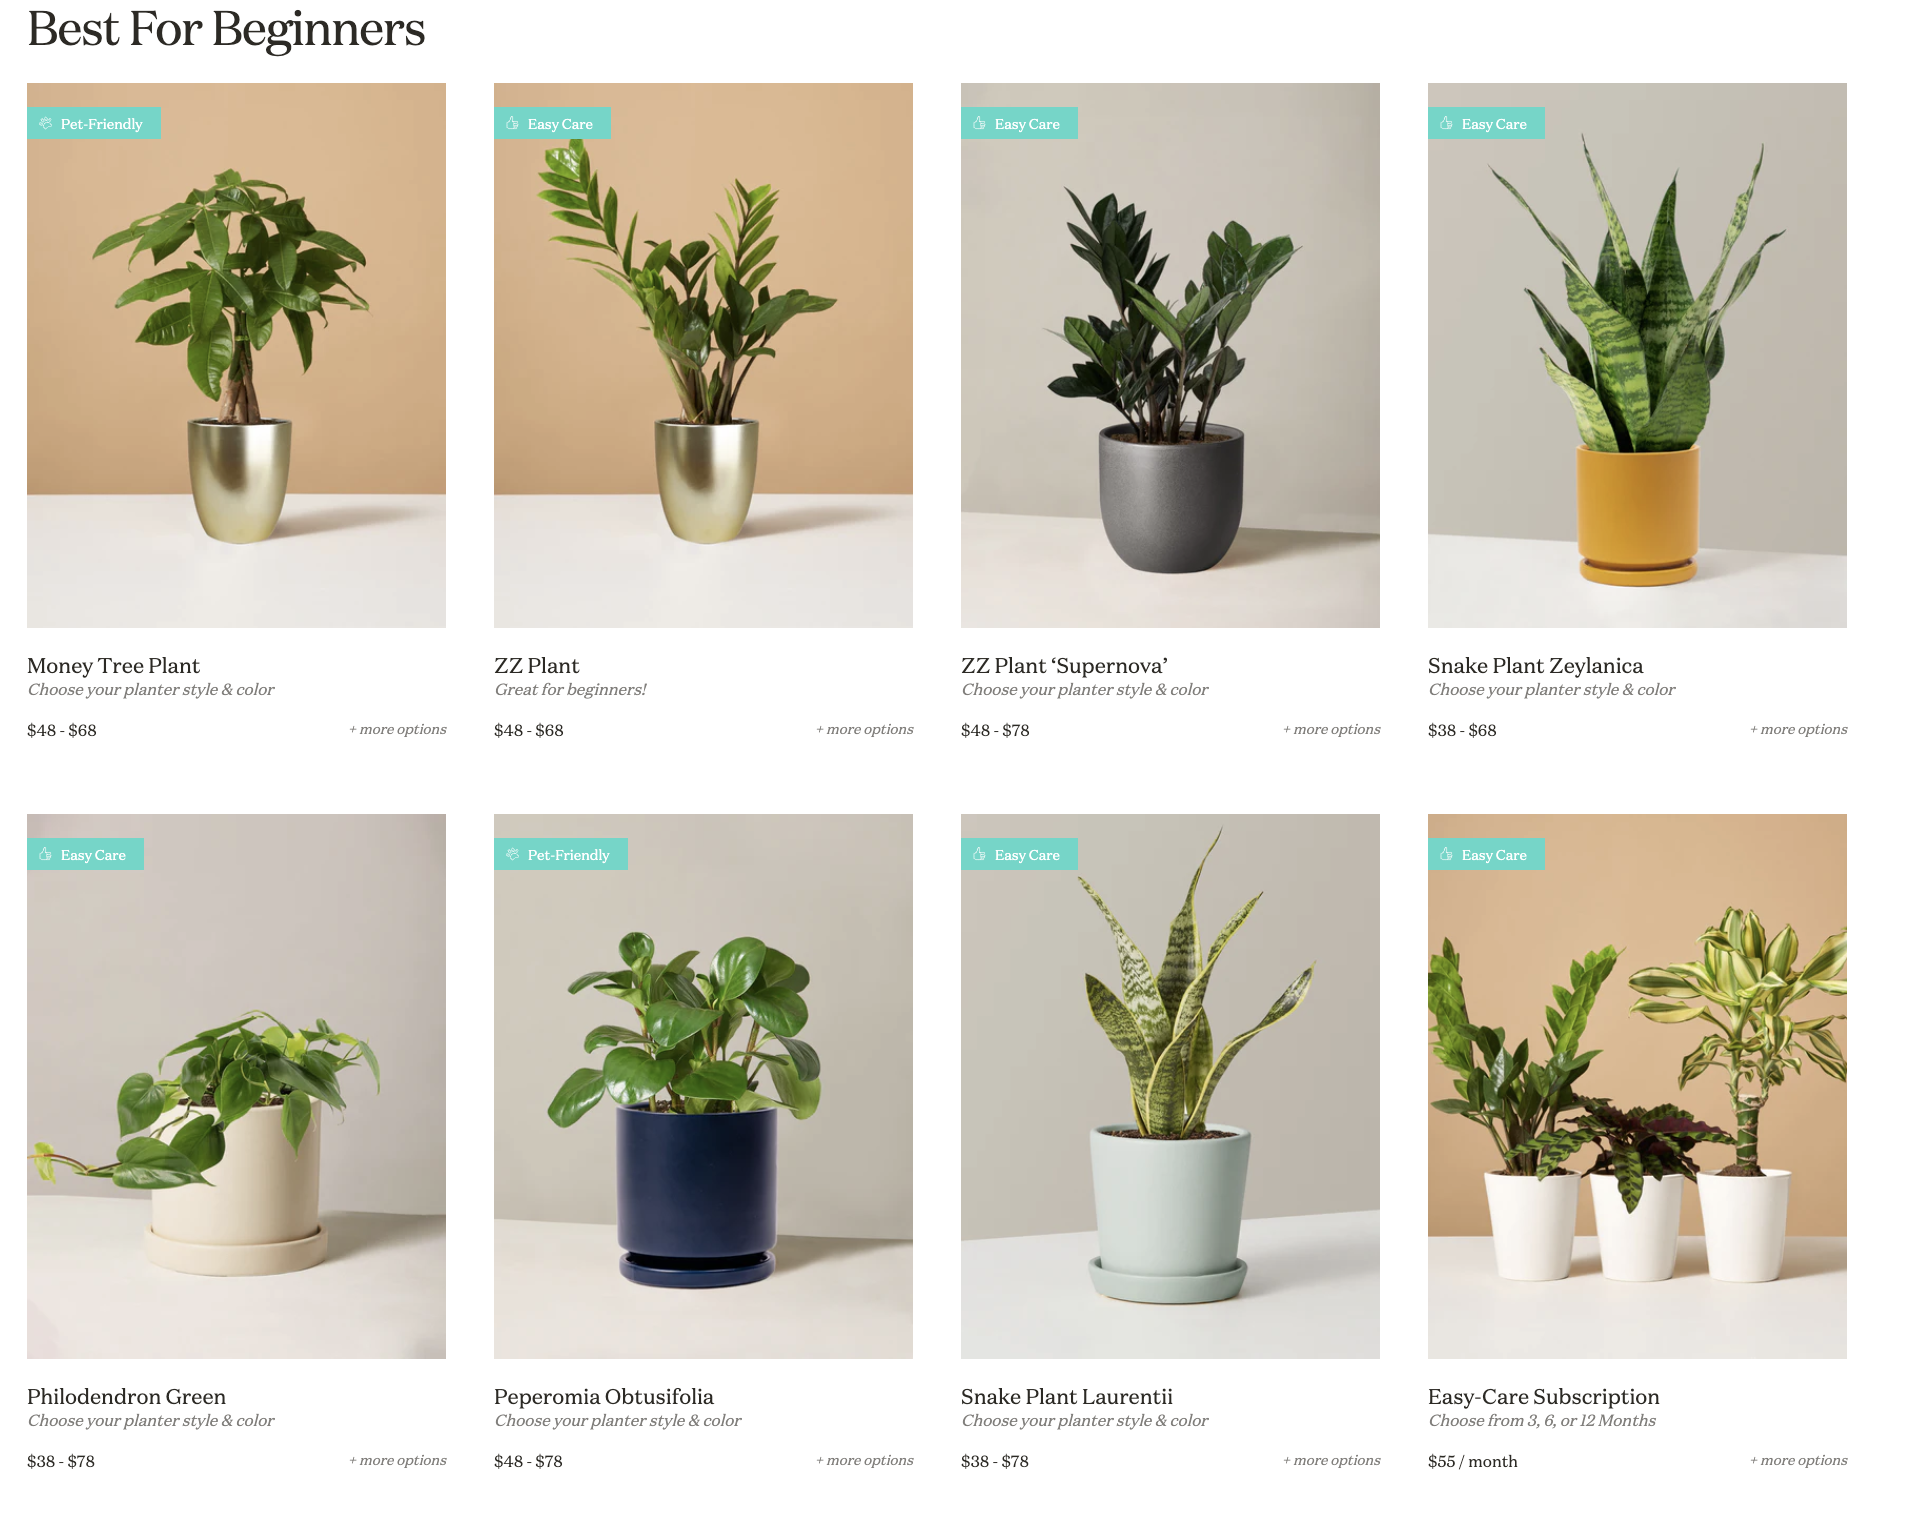 Best For Beginners
Pet-Friendly
Easy Care
Easy Care
Easy Care
Money Tree Plant
Choose your planter style & color
$48 - $68
+ more options
ZZ Plant
Great for beginners!
$48 - $68
+ more options
ZZ Plant ‘Supernova’
Choose your planter style & color
$48 - $78
+ more options
Snake Plant Zeylanica
Choose your planter style & color
$38 - $68
+ more options
Easy Care
Pet-Friendly
Easy Care
Easy Care
Philodendron Green
Choose your planter style & color
$38 - $78
+ more options
Peperomia Obtusifolia
Choose your planter style & color
$48 - $78
+ more options
Snake Plant Laurentii
Choose your planter style & color
$38 - $78
+ more options
Easy-Care Subscription
Choose from 3, 6, or 12 Months
$55 / month
+ more options